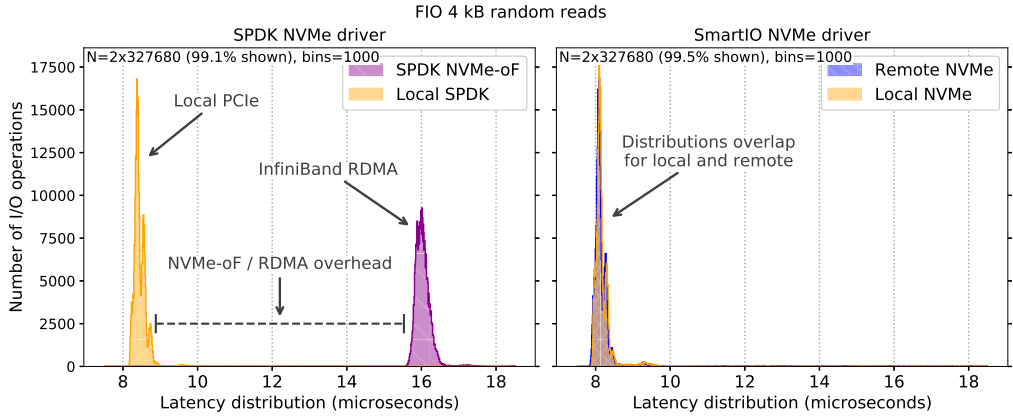 FIO 4 kB random reads
SPDK NVMe driver
N=2x327680 (99.1% shown), bins=1000
SPDK NVMe-oF
Local SPDK
Local PCIe
InfiniBand RDMA
NVMe-oF / RDMA overhead
Number of I/O operations
17500
15000
12500
10000
7500
5000
2500
0
8 10 12 14 16 18
Latency distribution (microseconds)
SmartIO NVMe driver
N=2x327680 (99.5% shown), bins=1000
Remote NVMe
Local NVMe
Distributions overlap
for local and remote
8 10 12 14 16 18
Latency distribution (microseconds)